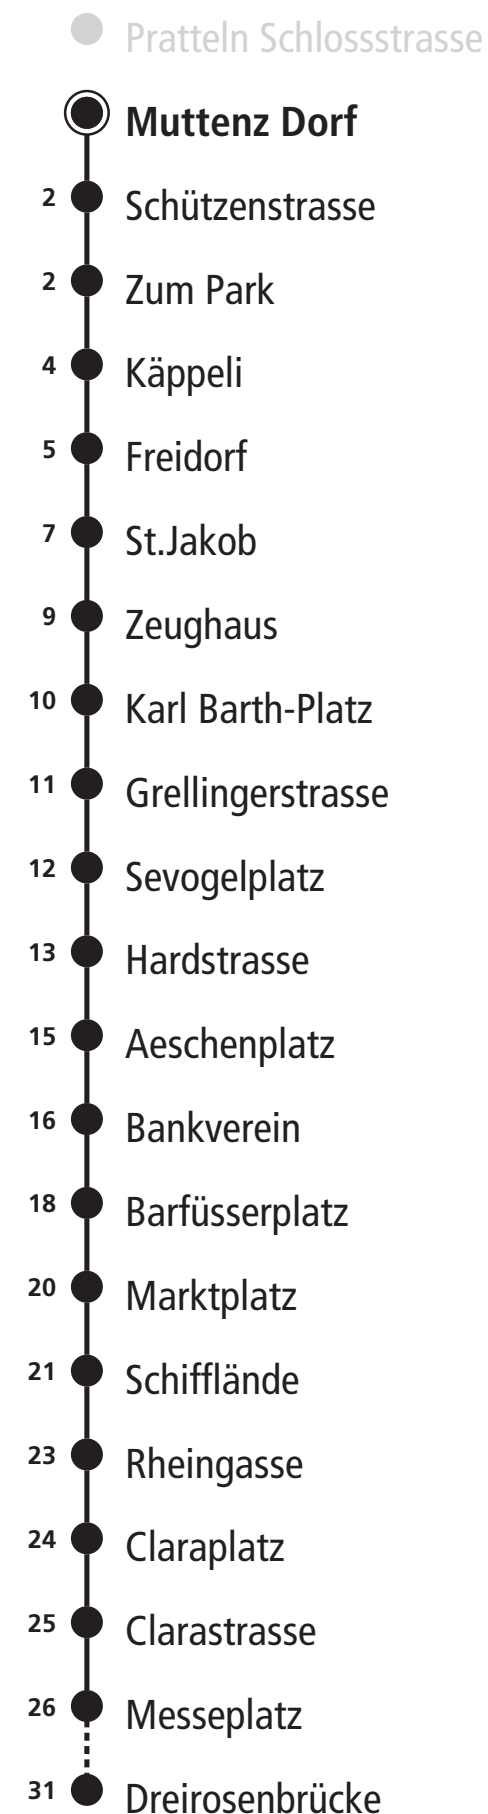 Pratteln Schlossstrasse
Muttenz Dorf
2 Schützenstrasse
2 Zum Park
4 Käppeli
5 Freidorf
7 St.Jakob
9 Zeughaus
10 Karl Barth-Platz
11 Grellingerstrasse
12 Sevogelplatz
13 Hardstrasse
15 Aeschenplatz
16 Bankverein
18 Barfüsserplatz
20 Marktplatz
21 Schifflände
23 Rheingasse
24 Claraplatz
25 Clarastrasse
26 Messeplatz
31 Dreirosenbrücke